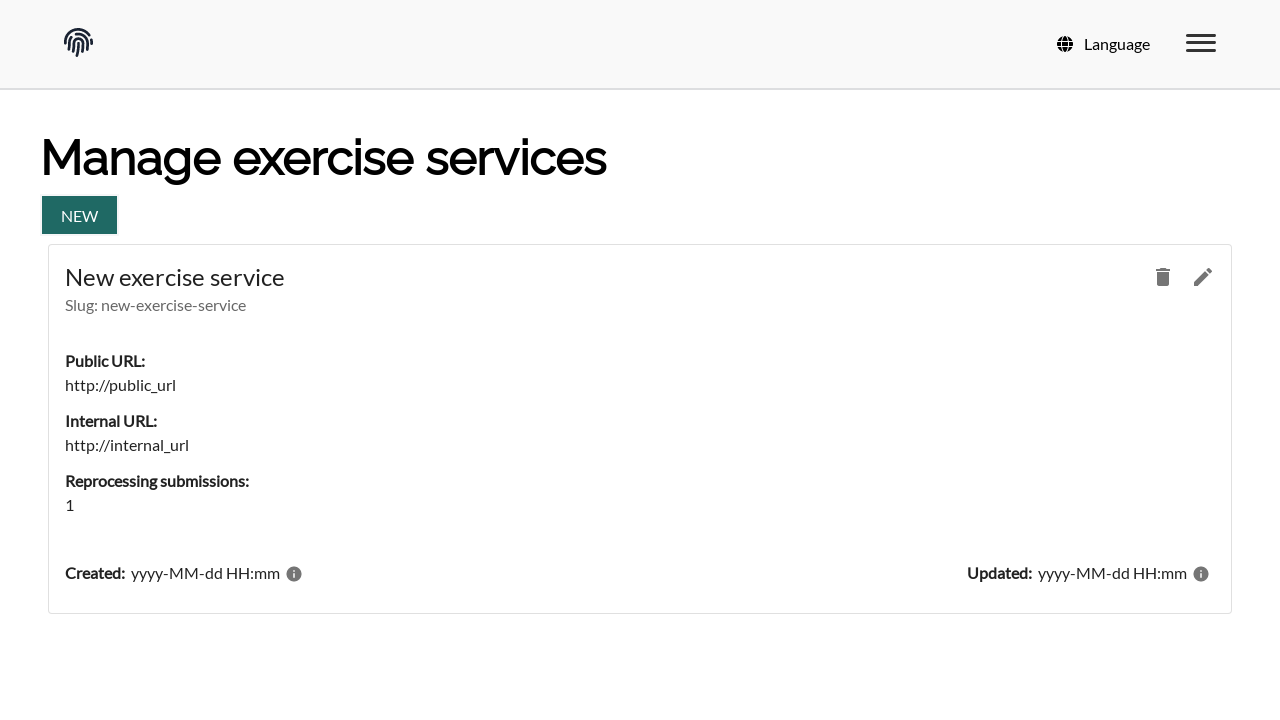 Language
Manage exercise services
NEW
New exercise service
Slug: new-exercise-service
Public URL:
http://public_url
Internal URL:
http://internal_url
Reprocessing submissions:
1
Created: yyyy-MM-dd HH:mm
Updated: yyyy-MM-dd HH:mm